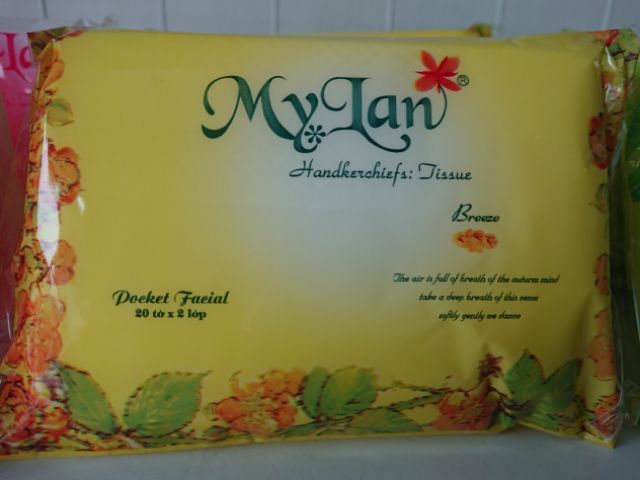 MyLan®
Handkerchiefs: Tissue
Breeze
The air is full of breath of the autumn mind
take a deep breath of this sense
softly gently we dance
Pocket Facial
20 tờ x 2 lớp